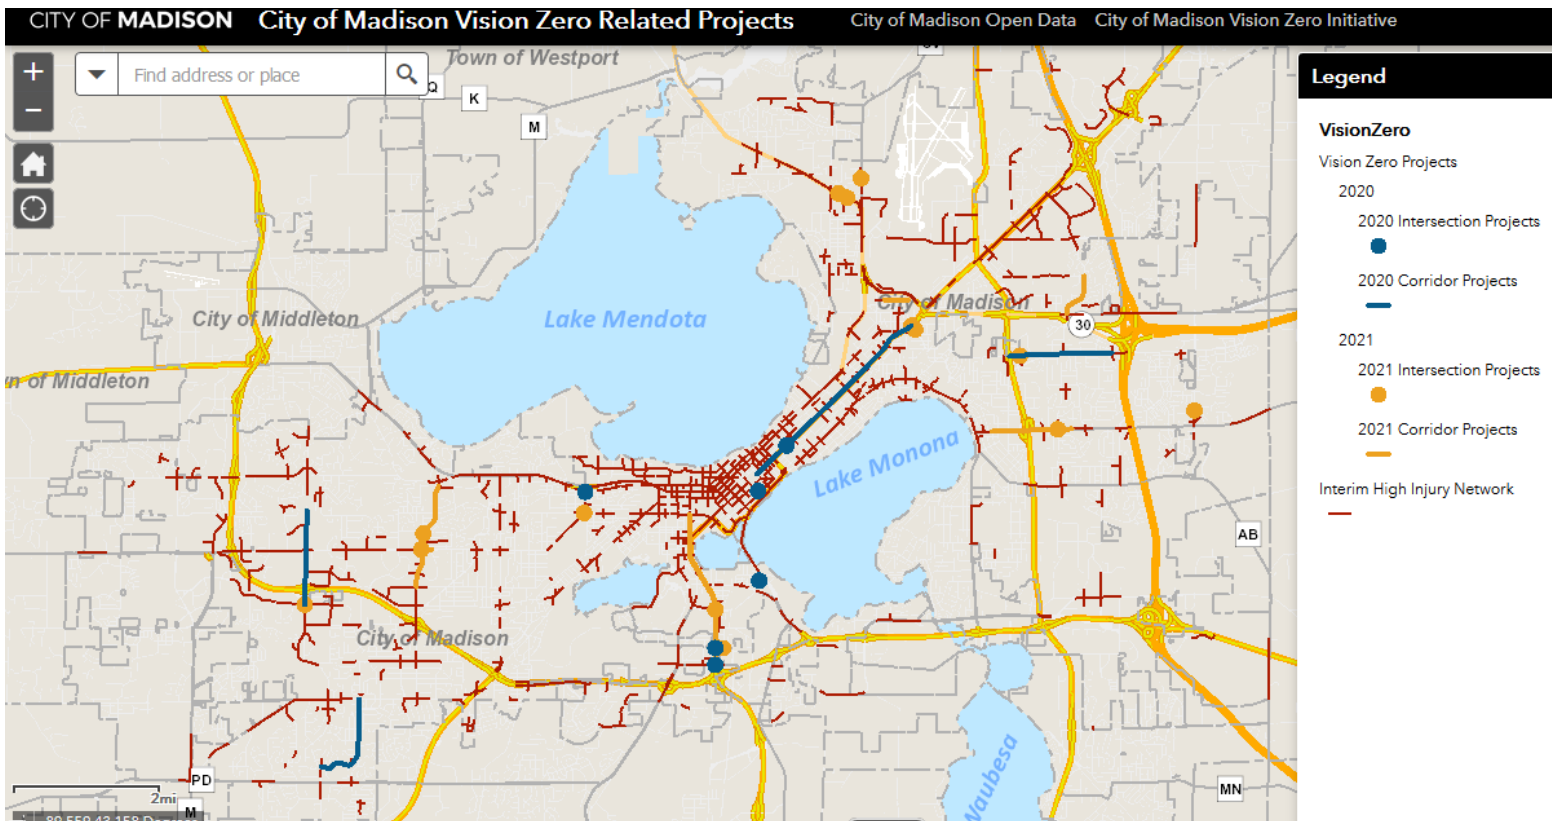 CITY OF MADISON City of Madison Vision Zero Related Projects City of Madison Open Data City of Madison Vision Zero Initiative
+
Find address or place
−
Town of Westport
Q
K
M
City of Middleton
Lake Mendota
City of Madison
30
n of Middleton
Lake Monona
AB
City of Madison
Waubesa
PD
MN
2mi
M
Legend
VisionZero
Vision Zero Projects
2020
2020 Intersection Projects
2020 Corridor Projects
2021
2021 Intersection Projects
2021 Corridor Projects
Interim High Injury Network